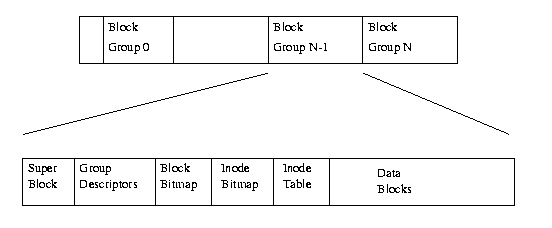 Block Block Block
Group 0 Group N-1 Group N
Super Group Block Inode Inode Data
Block Descriptors Bitmap Bitmap Table Blocks